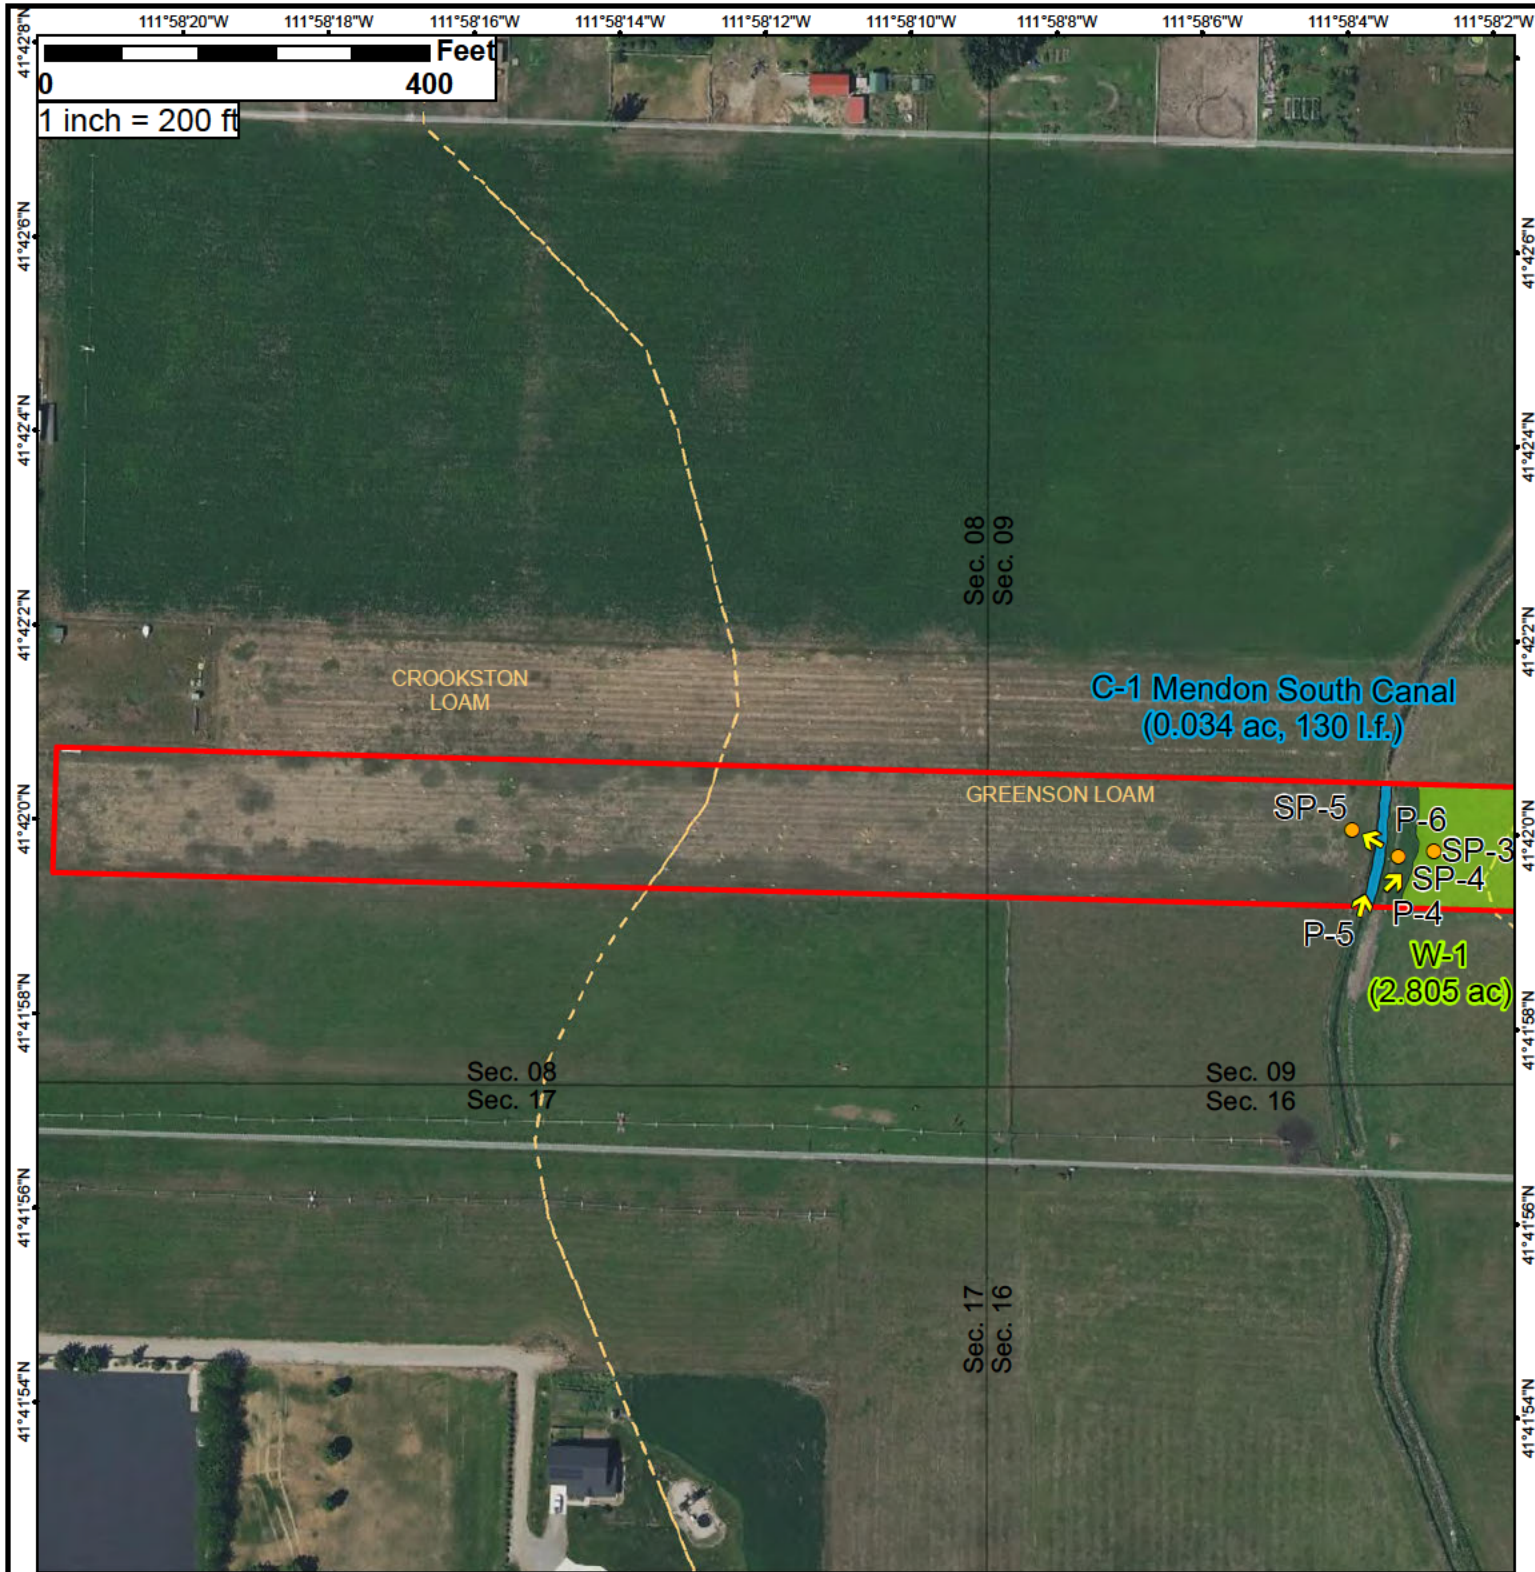 111°58'20"W 111°58'18"W 111°58'16"W 111°58'14"W 111°58'12"W 111°58'10"W 111°58'8"W 111°58'6"W 111°58'4"W 111°58'2"W
41°42'8"N
Feet
0 400
1 inch = 200 ft
41°42'6"N 41°42'6"N
41°42'4"N 41°42'4"N
Sec. 08
Sec. 09
41°42'2"N 41°42'2"N
CROOKSTON
LOAM
C-1 Mendon South Canal
(0.034 ac, 130 l.f.)
GREENSON LOAM
41°42'0"N 41°42'0"N
SP-5
P-6
SP-3
SP-4
P-4
P-5
W-1
(2.805 ac)
41°41'58"N 41°41'58"N
Sec. 08
Sec. 17
Sec. 09
Sec. 16
41°41'56"N 41°41'56"N
Sec. 17
Sec. 16
41°41'54"N 41°41'54"N